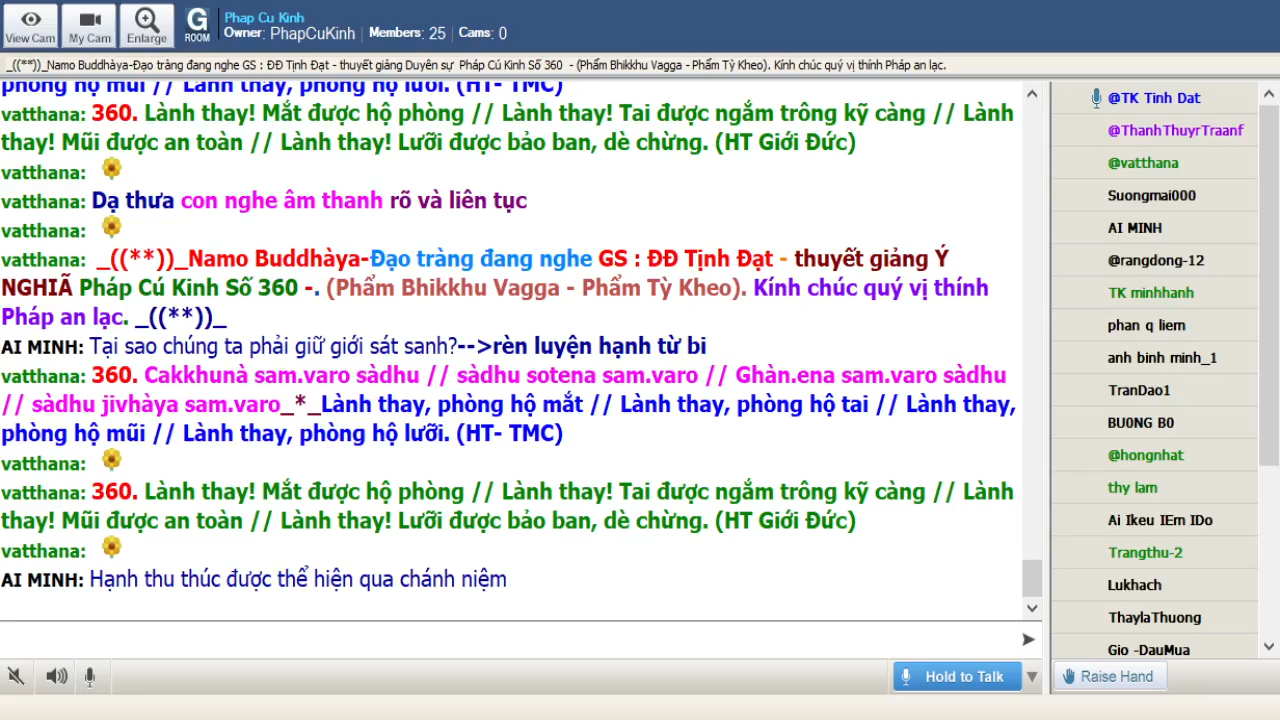 View Cam
My Cam
Enlarge
G
ROOM
Phap Cu Kinh
Owner: PhapCuKinh | Members: 25 | Cams: 0
_((**))_Namo Buddhàya-Đạo tràng đang nghe GS : ĐĐ Tịnh Đạt - thuyết giảng Duyên sự  Pháp Cú Kinh Số 360  - (Phẩm Bhikkhu Vagga - Phẩm Tỳ Kheo). Kính chúc quý vị thính Pháp an lạc.
phòng hộ mũi // Lành thay, phòng hộ lưỡi. (HT- TMC)
vatthana: 360. Lành thay! Mắt được hộ phòng // Lành thay! Tai được ngắm trông kỹ càng // Lành
thay! Mũi được an toàn // Lành thay! Lưỡi được bảo ban, dè chừng. (HT Giới Đức)
vatthana:
vatthana: Dạ thưa con nghe âm thanh rõ và liên tục
vatthana:
vatthana: _((**))_Namo Buddhàya-Đạo tràng đang nghe GS : ĐĐ Tịnh Đạt - thuyết giảng Ý
NGHIÃ Pháp Cú Kinh Số 360 -. (Phẩm Bhikkhu Vagga - Phẩm Tỳ Kheo). Kính chúc quý vị thính
Pháp an lạc. _((**))_
AI MINH: Tại sao chúng ta phải giữ giới sát sanh?-->rèn luyện hạnh từ bi
vatthana: 360. Cakkhunà sam.varo sàdhu // sàdhu sotena sam.varo // Ghàn.ena sam.varo sàdhu
// sàdhu jivhàya sam.varo_*_Lành thay, phòng hộ mắt // Lành thay, phòng hộ tai // Lành thay,
phòng hộ mũi // Lành thay, phòng hộ lưỡi. (HT- TMC)
vatthana:
vatthana: 360. Lành thay! Mắt được hộ phòng // Lành thay! Tai được ngắm trông kỹ càng // Lành
thay! Mũi được an toàn // Lành thay! Lưỡi được bảo ban, dè chừng. (HT Giới Đức)
vatthana:
AI MINH: Hạnh thu thúc được thể hiện qua chánh niệm
Hold to Talk
@TK Tinh Dat
@ThanhThuyrTraanf
@vatthana
Suongmai000
AI MINH
@rangdong-12
TK minhhanh
phan q liem
anh binh minh_1
TranDao1
BU0NG B0
@hongnhat
thy lam
Ai Ikeu IEm IDo
Trangthu-2
Lukhach
ThaylaThuong
Gio -DauMua
Raise Hand